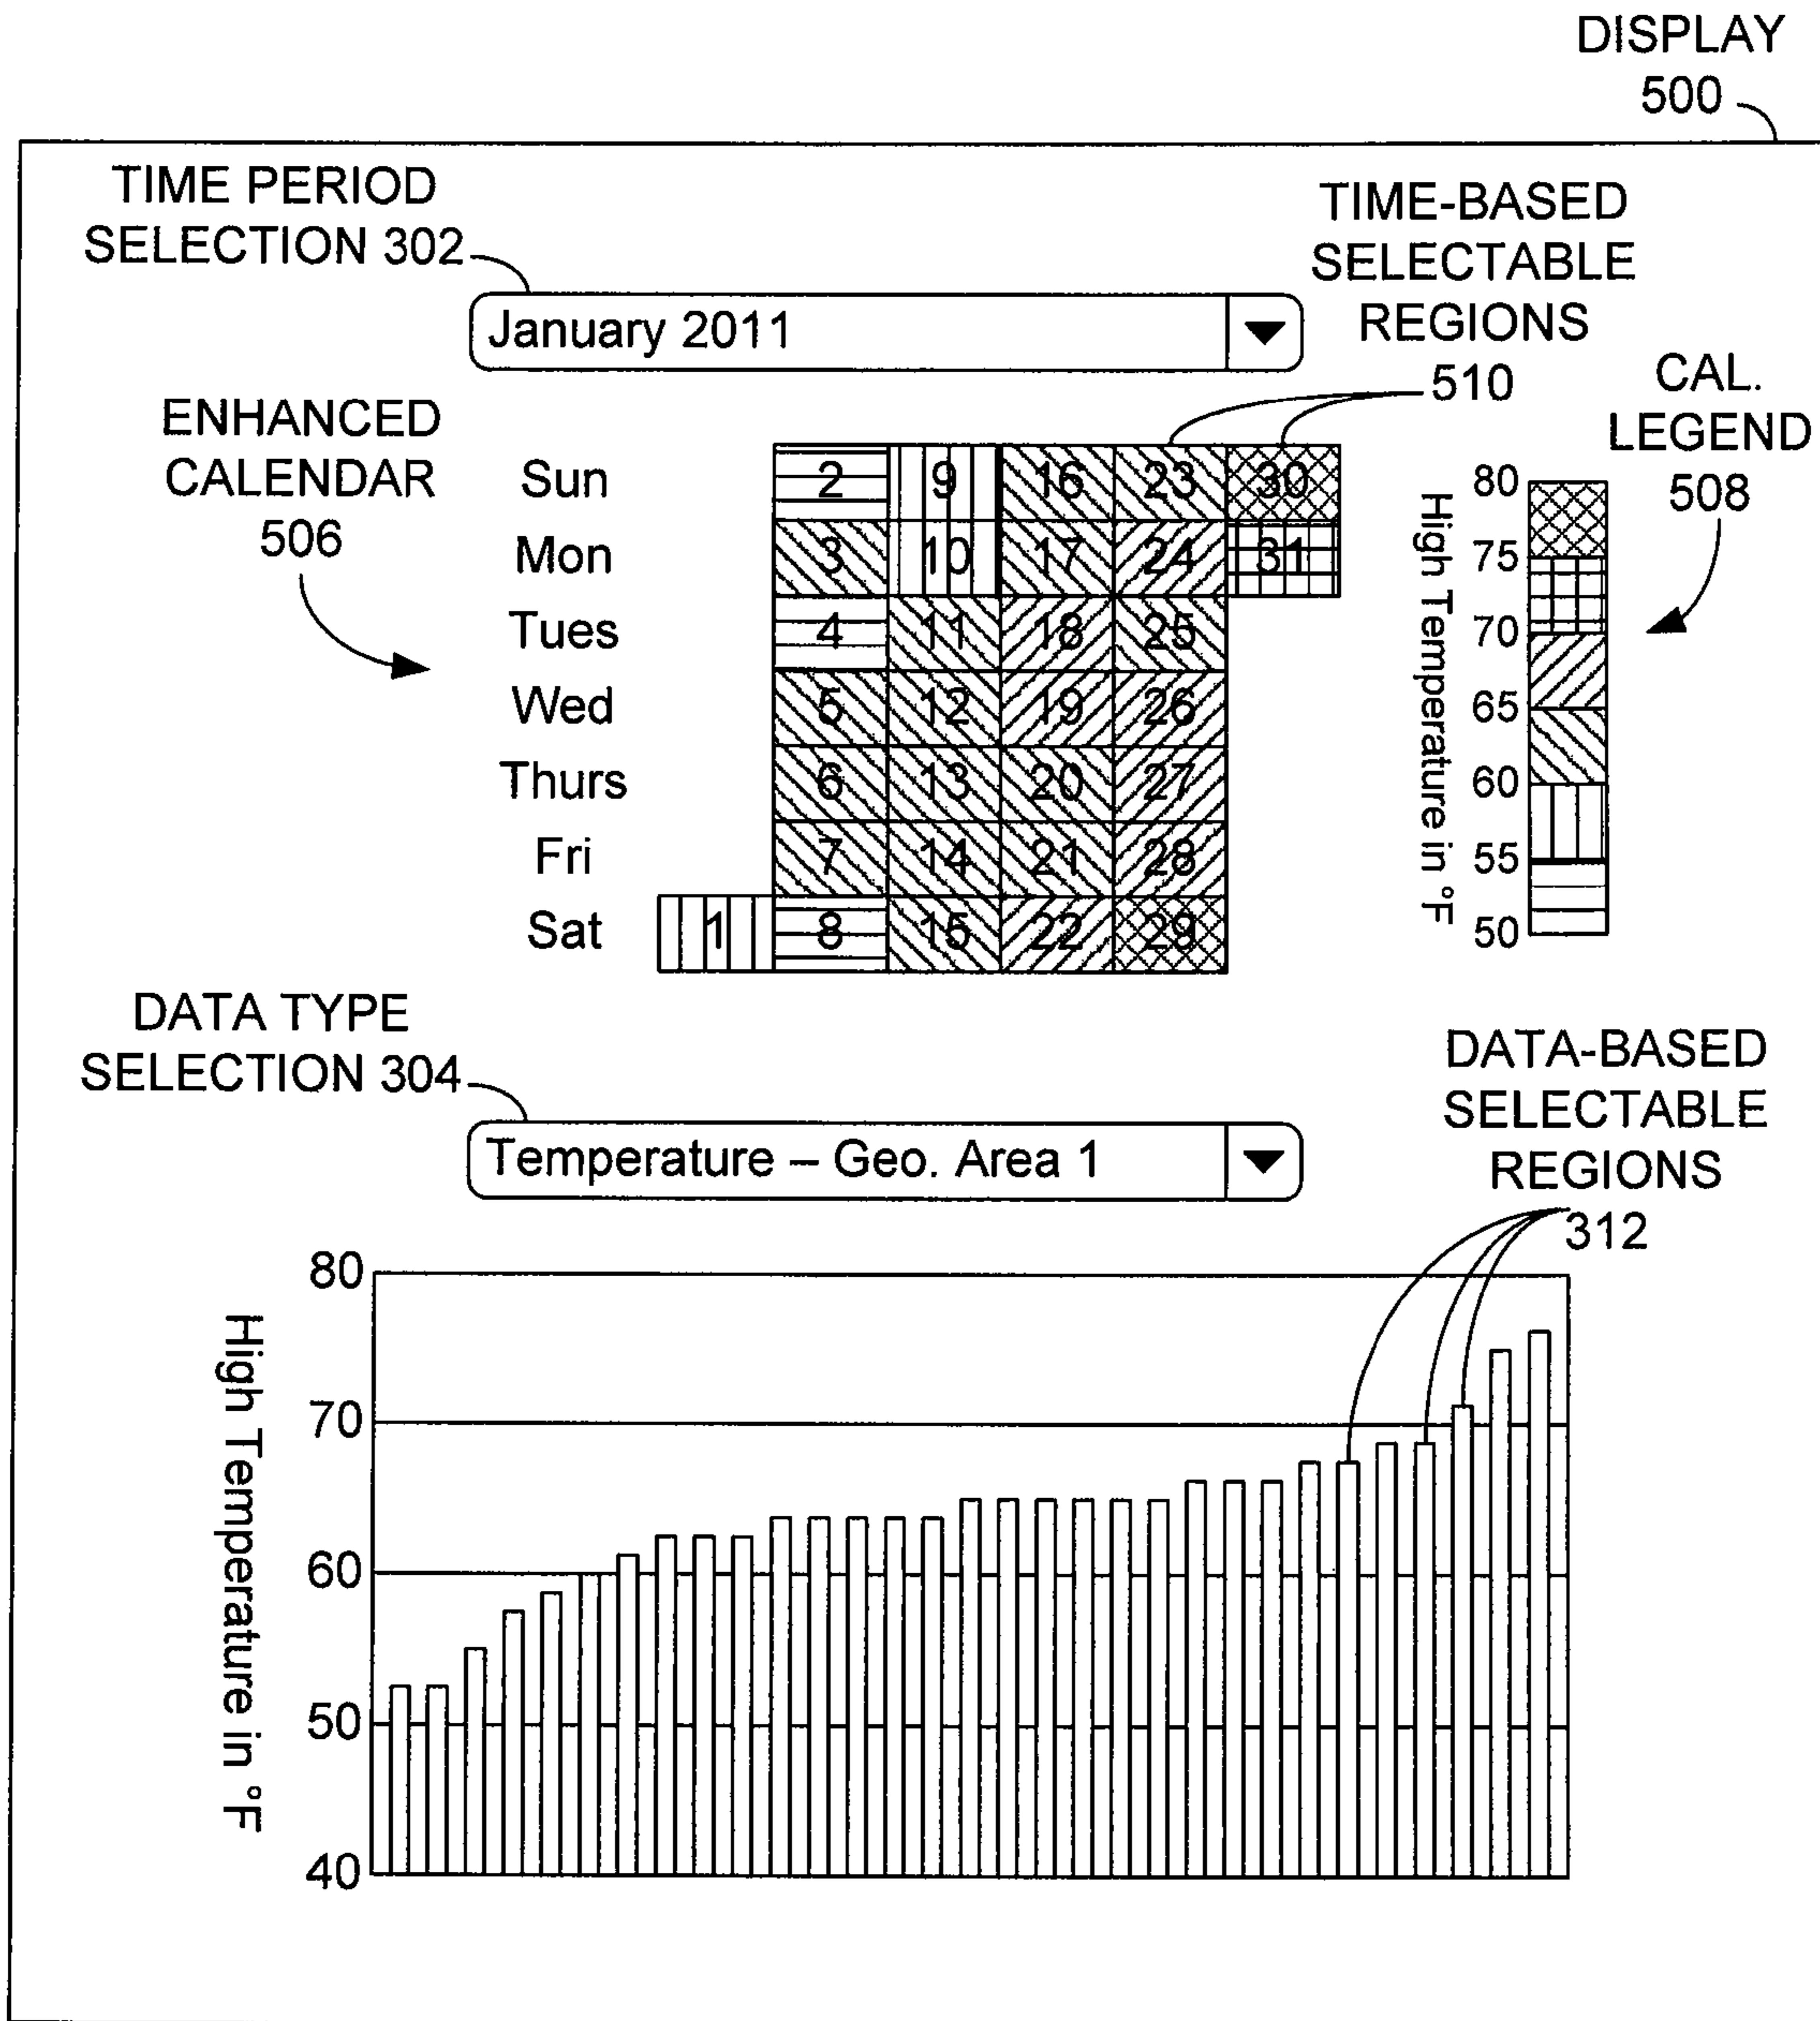 DISPLAY
500
TIME PERIOD
SELECTION 302
January 2011
TIME-BASED
SELECTABLE
REGIONS
510
CAL.
LEGEND
508
ENHANCED
CALENDAR
506
Sun 2 9 16 23 30
Mon 3 10 17 24 31
Tues 4 11 18 25
Wed 5 12 19 26
Thurs 6 13 20 27
Fri 7 14 21 28
Sat 1 8 15 22 29
High Temperature in °F
80
75
70
65
60
55
50
DATA TYPE
SELECTION 304
Temperature – Geo. Area 1
DATA-BASED
SELECTABLE
REGIONS
312
High Temperature in °F
80
70
60
50
40